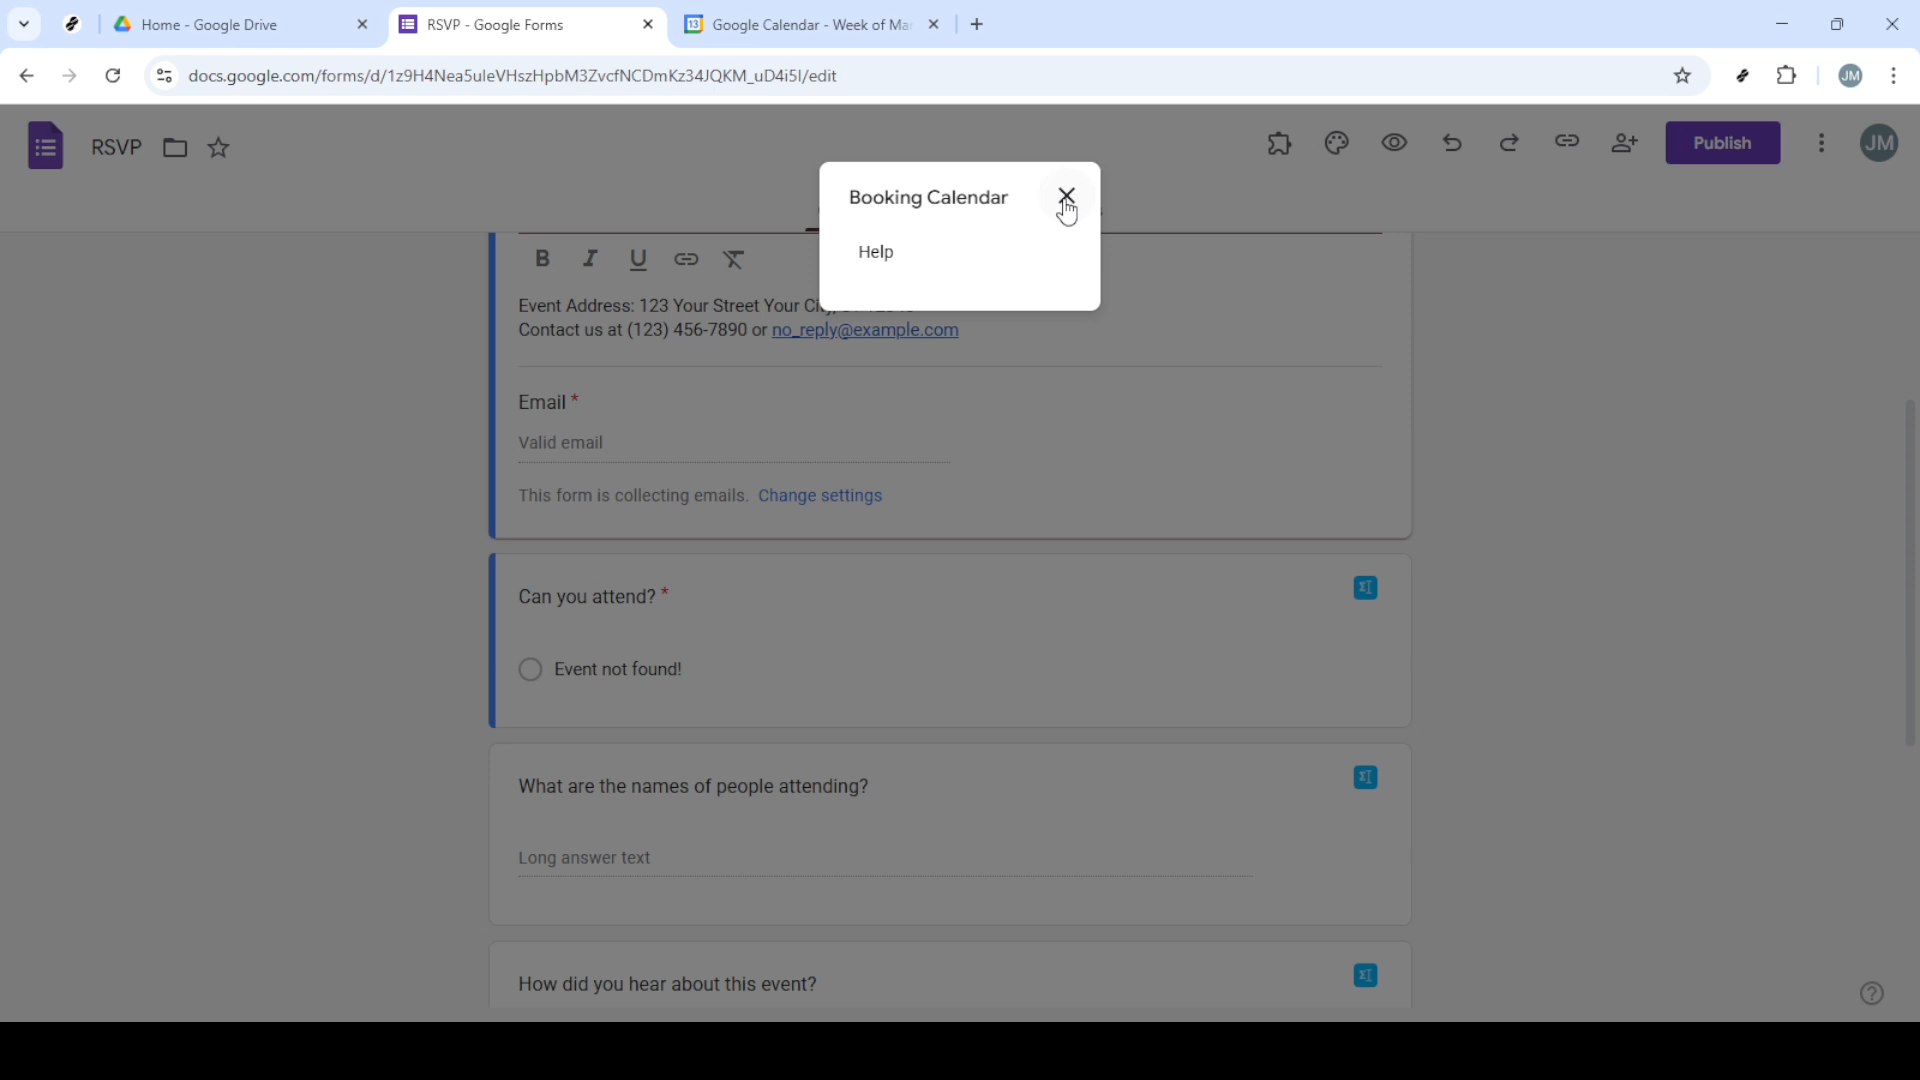 Home - Google Drive
RSVP - Google Forms
Google Calendar - Week of Ma
docs.google.com/forms/d/1z9H4Nea5uleVHszHpbM3ZvcfNCDmKz34JQKM_uD4i5I/edit
JM
RSVP
Publish
JM
Booking Calendar
Help
B I U
Event Address: 123 Your Street Your
Contact us at (123) 456-7890 or no_reply@example.com
Email *
Valid email
This form is collecting emails. Change settings
Can you attend? *
Event not found!
What are the names of people attending?
Long answer text
How did you hear about this event?